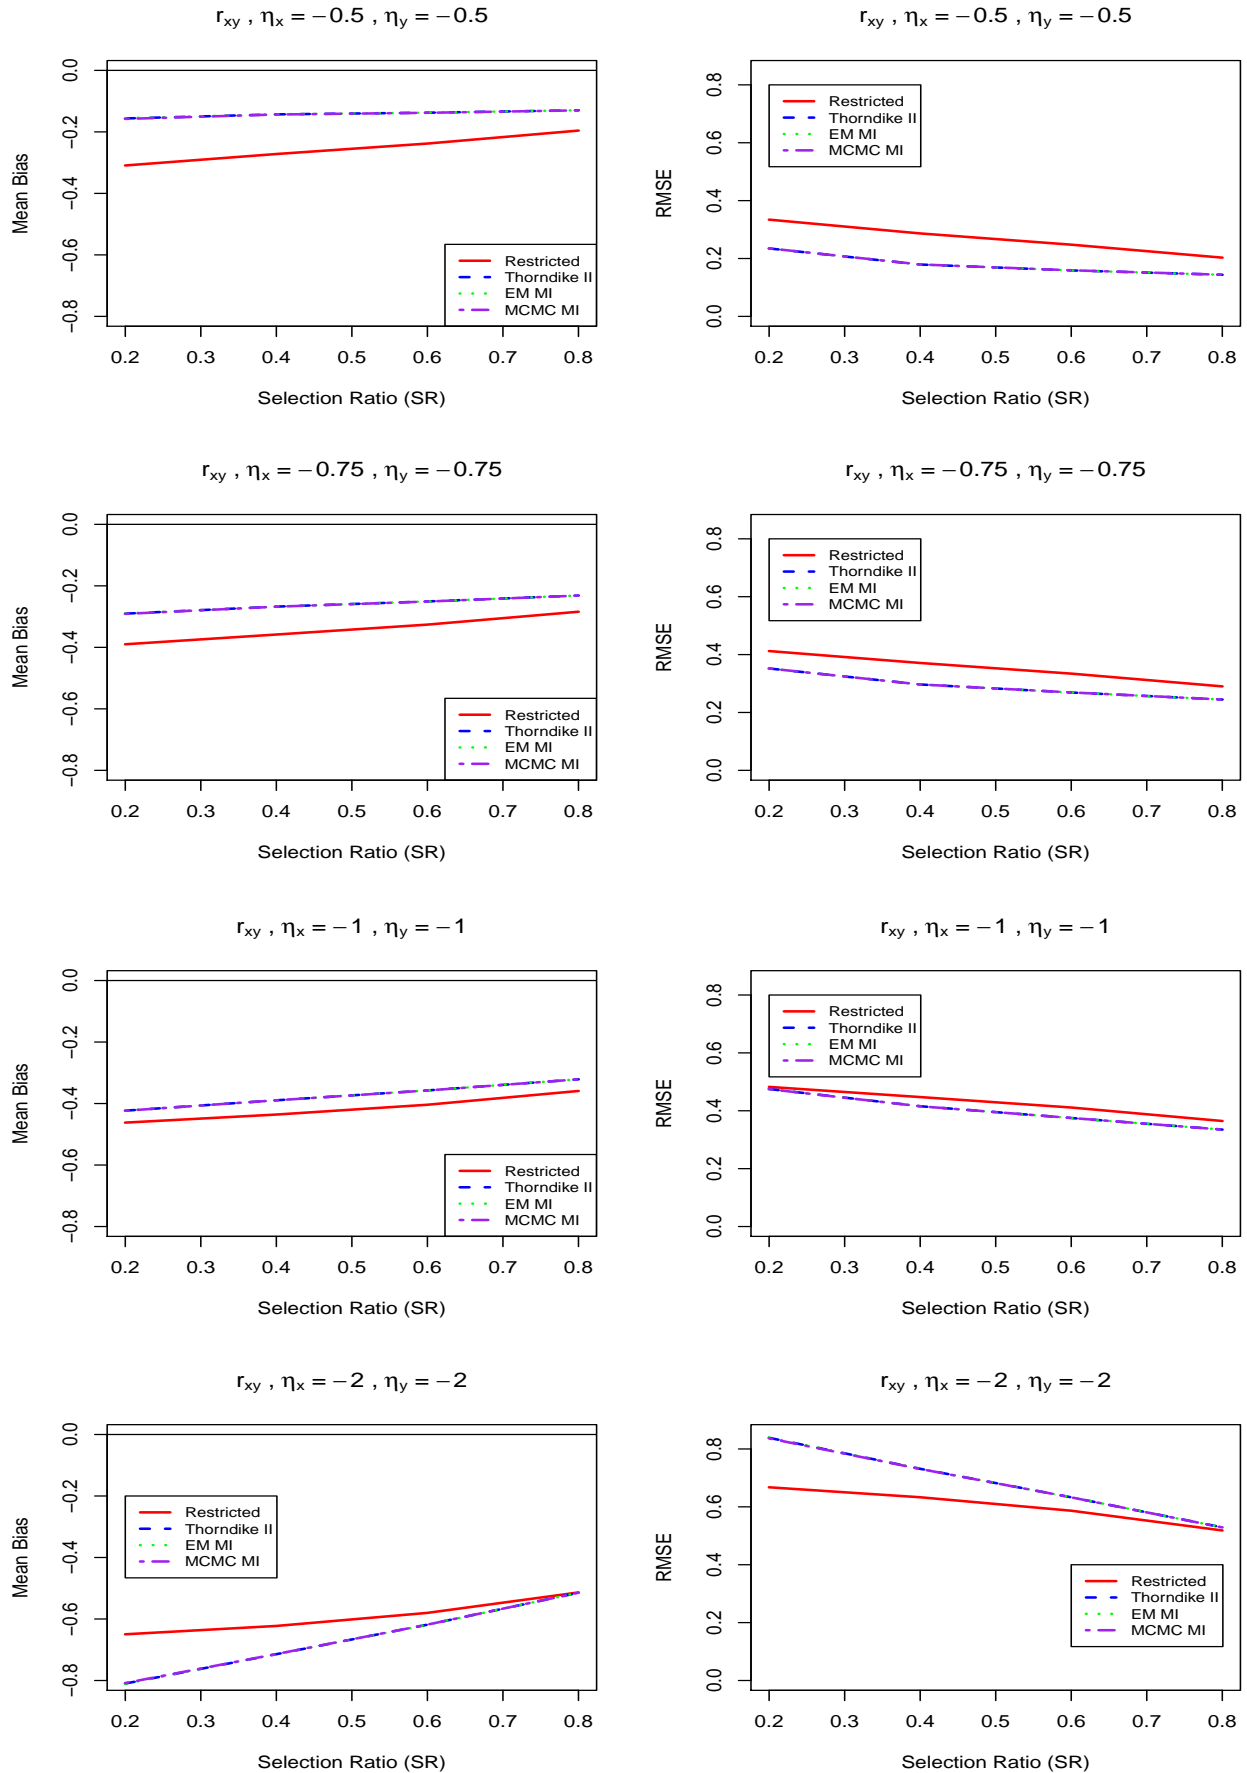 r_xy , η_x = −0.5 , η_y = −0.5
Mean Bias
0.0
−0.2
−0.4
−0.6
−0.8
Restricted
Thorndike II
EM MI
MCMC MI
0.2 0.3 0.4 0.5 0.6 0.7 0.8
Selection Ratio (SR)
r_xy , η_x = −0.5 , η_y = −0.5
RMSE
0.8
0.6
0.4
0.2
0.0
Restricted
Thorndike II
EM MI
MCMC MI
0.2 0.3 0.4 0.5 0.6 0.7 0.8
Selection Ratio (SR)
r_xy , η_x = −0.75 , η_y = −0.75
Mean Bias
0.0
−0.2
−0.4
−0.6
−0.8
Restricted
Thorndike II
EM MI
MCMC MI
0.2 0.3 0.4 0.5 0.6 0.7 0.8
Selection Ratio (SR)
r_xy , η_x = −0.75 , η_y = −0.75
RMSE
0.8
0.6
0.4
0.2
0.0
Restricted
Thorndike II
EM MI
MCMC MI
0.2 0.3 0.4 0.5 0.6 0.7 0.8
Selection Ratio (SR)
r_xy , η_x = −1 , η_y = −1
Mean Bias
0.0
−0.2
−0.4
−0.6
−0.8
Restricted
Thorndike II
EM MI
MCMC MI
0.2 0.3 0.4 0.5 0.6 0.7 0.8
Selection Ratio (SR)
r_xy , η_x = −1 , η_y = −1
RMSE
0.8
0.6
0.4
0.2
0.0
Restricted
Thorndike II
EM MI
MCMC MI
0.2 0.3 0.4 0.5 0.6 0.7 0.8
Selection Ratio (SR)
r_xy , η_x = −2 , η_y = −2
Mean Bias
0.0
−0.2
−0.4
−0.6
−0.8
Restricted
Thorndike II
EM MI
MCMC MI
0.2 0.3 0.4 0.5 0.6 0.7 0.8
Selection Ratio (SR)
r_xy , η_x = −2 , η_y = −2
RMSE
0.8
0.6
0.4
0.2
0.0
Restricted
Thorndike II
EM MI
MCMC MI
0.2 0.3 0.4 0.5 0.6 0.7 0.8
Selection Ratio (SR)